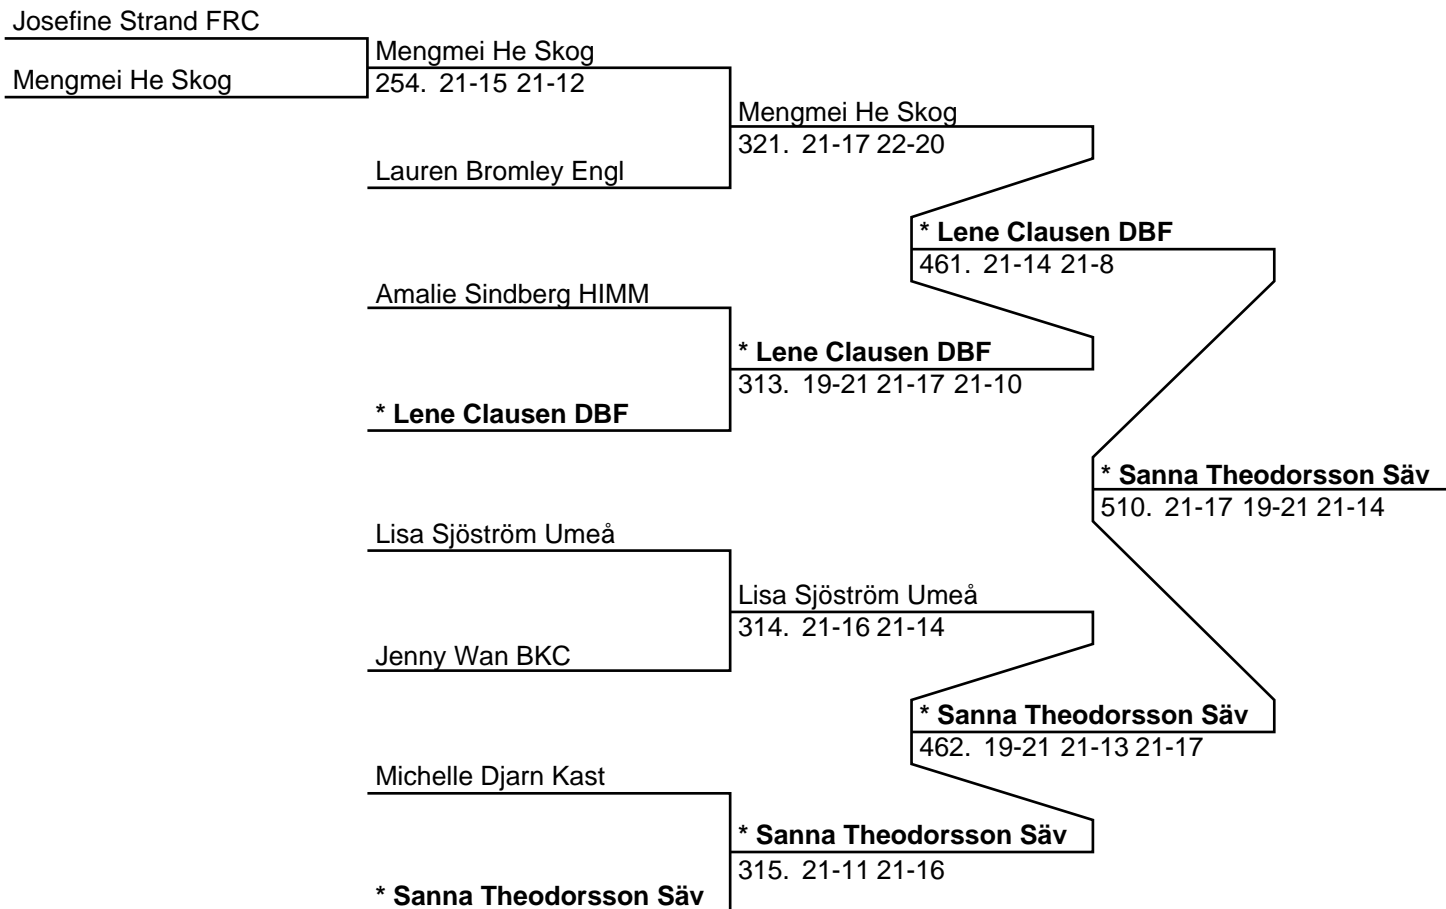 Josefine Strand FRC
Mengmei He Skog
Mengmei He Skog
254. 21-15 21-12
Mengmei He Skog
321. 21-17 22-20
Lauren Bromley Engl
* Lene Clausen DBF
461. 21-14 21-8
Amalie Sindberg HIMM
* Lene Clausen DBF
313. 19-21 21-17 21-10
* Lene Clausen DBF
* Sanna Theodorsson Säv
510. 21-17 19-21 21-14
Lisa Sjöström Umeå
Lisa Sjöström Umeå
314. 21-16 21-14
Jenny Wan BKC
* Sanna Theodorsson Säv
462. 19-21 21-13 21-17
Michelle Djarn Kast
* Sanna Theodorsson Säv
315. 21-11 21-16
* Sanna Theodorsson Säv